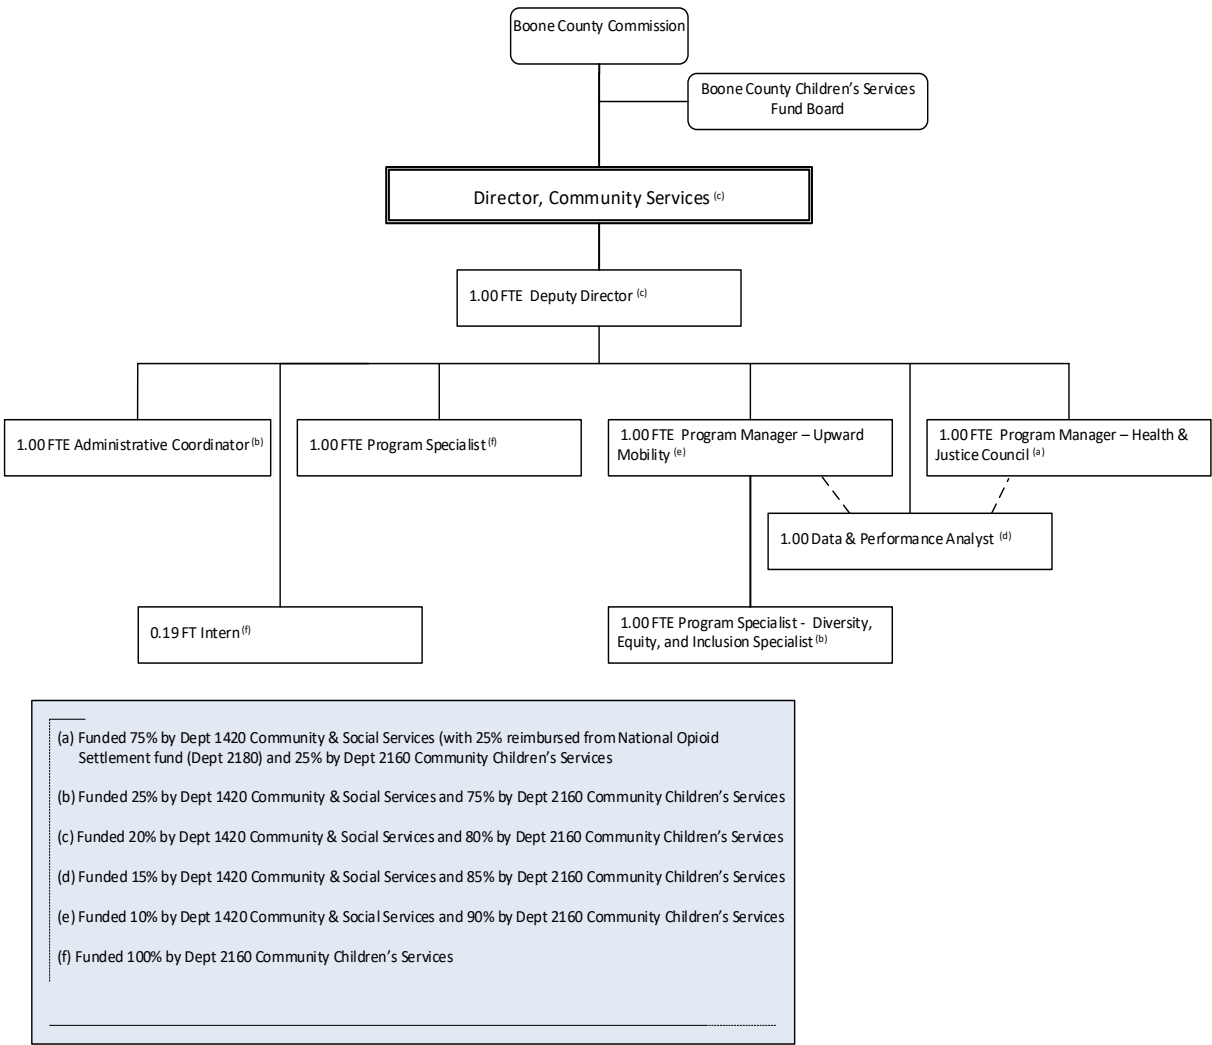 Boone County Commission
Boone County Children's Services
Fund Board
Director, Community Services (c)
1.00 FTE Deputy Director (c)
1.00 FTE Administrative Coordinator (b)
1.00 FTE Program Specialist (f)
1.00 FTE Program Manager – Upward
Mobility (e)
1.00 FTE Program Manager – Health &
Justice Council (a)
1.00 Data & Performance Analyst (d)
0.19 FT Intern (f)
1.00 FTE Program Specialist - Diversity,
Equity, and Inclusion Specialist (b)
(a) Funded 75% by Dept 1420 Community & Social Services (with 25% reimbursed from National Opioid
Settlement fund (Dept 2180) and 25% by Dept 2160 Community Children's Services
(b) Funded 25% by Dept 1420 Community & Social Services and 75% by Dept 2160 Community Children's Services
(c) Funded 20% by Dept 1420 Community & Social Services and 80% by Dept 2160 Community Children's Services
(d) Funded 15% by Dept 1420 Community & Social Services and 85% by Dept 2160 Community Children's Services
(e) Funded 10% by Dept 1420 Community & Social Services and 90% by Dept 2160 Community Children's Services
(f) Funded 100% by Dept 2160 Community Children's Services